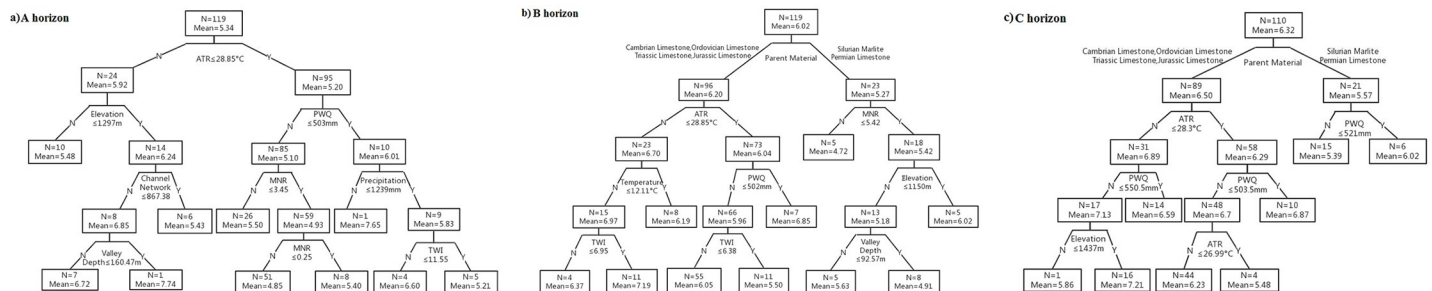 a) A horizon
N=119
Mean=5.34
N
ATR≤28.85°C
Y
N=24
Mean=5.92
N=95
Mean=5.20
Elevation
≤1297m
N
Y
PWQ
≤503mm
N
Y
N=10
Mean=5.48
N=14
Mean=6.24
N=85
Mean=5.10
N=10
Mean=6.01
Channel
Network
≤867.38
N
Y
MNR
≤3.45
N
Y
Precipitation
≤1239mm
N
Y
N=8
Mean=6.85
N=6
Mean=5.43
N=26
Mean=5.50
N=59
Mean=4.93
N=1
Mean=7.65
N=9
Mean=5.83
Valley
Depth≤160.47m
N
Y
MNR
≤0.25
N
Y
TWI
≤11.55
N
Y
N=7
Mean=6.72
N=1
Mean=7.74
N=51
Mean=4.85
N=8
Mean=5.40
N=4
Mean=6.60
N=5
Mean=5.21
b) B horizon
N=119
Mean=6.02
Cambrian Limestone,Ordovician Limestone
Triassic Limestone,Jurassic Limestone
Parent Material
Silurian Marlite
Permian Limestone
N=96
Mean=6.20
N=23
Mean=5.27
ATR
≤28.85°C
N
Y
MNR
≤5.42
N
Y
N=23
Mean=6.70
N=73
Mean=6.04
N=5
Mean=4.72
N=18
Mean=5.42
Temperature
≤12.11°C
N
Y
PWQ
≤502mm
N
Y
Elevation
≤1150m
N
Y
N=15
Mean=6.97
N=8
Mean=6.19
N=66
Mean=5.96
N=7
Mean=6.85
N=13
Mean=5.18
N=5
Mean=6.02
TWI
≤6.95
N
Y
TWI
≤6.38
N
Y
Valley
Depth
≤92.57m
N
Y
N=4
Mean=6.37
N=11
Mean=7.19
N=55
Mean=6.05
N=11
Mean=5.50
N=5
Mean=5.63
N=8
Mean=4.91
c) C horizon
N=110
Mean=6.32
Cambrian Limestone,Ordovician Limestone
Triassic Limestone,Jurassic Limestone
Parent Material
Silurian Marlite
Permian Limestone
N=89
Mean=6.50
N=21
Mean=5.57
ATR
≤28.3°C
N
Y
PWQ
≤521mm
N
Y
N=31
Mean=6.89
N=58
Mean=6.29
N=15
Mean=5.39
N=6
Mean=6.02
PWQ
≤550.5mm
N
Y
PWQ
≤503.5mm
N
Y
N=17
Mean=7.13
N=14
Mean=6.59
N=48
Mean=6.7
N=10
Mean=6.87
Elevation
≤1437m
N
Y
ATR
≤26.99°C
N
Y
N=1
Mean=5.86
N=16
Mean=7.21
N=44
Mean=6.23
N=4
Mean=5.48